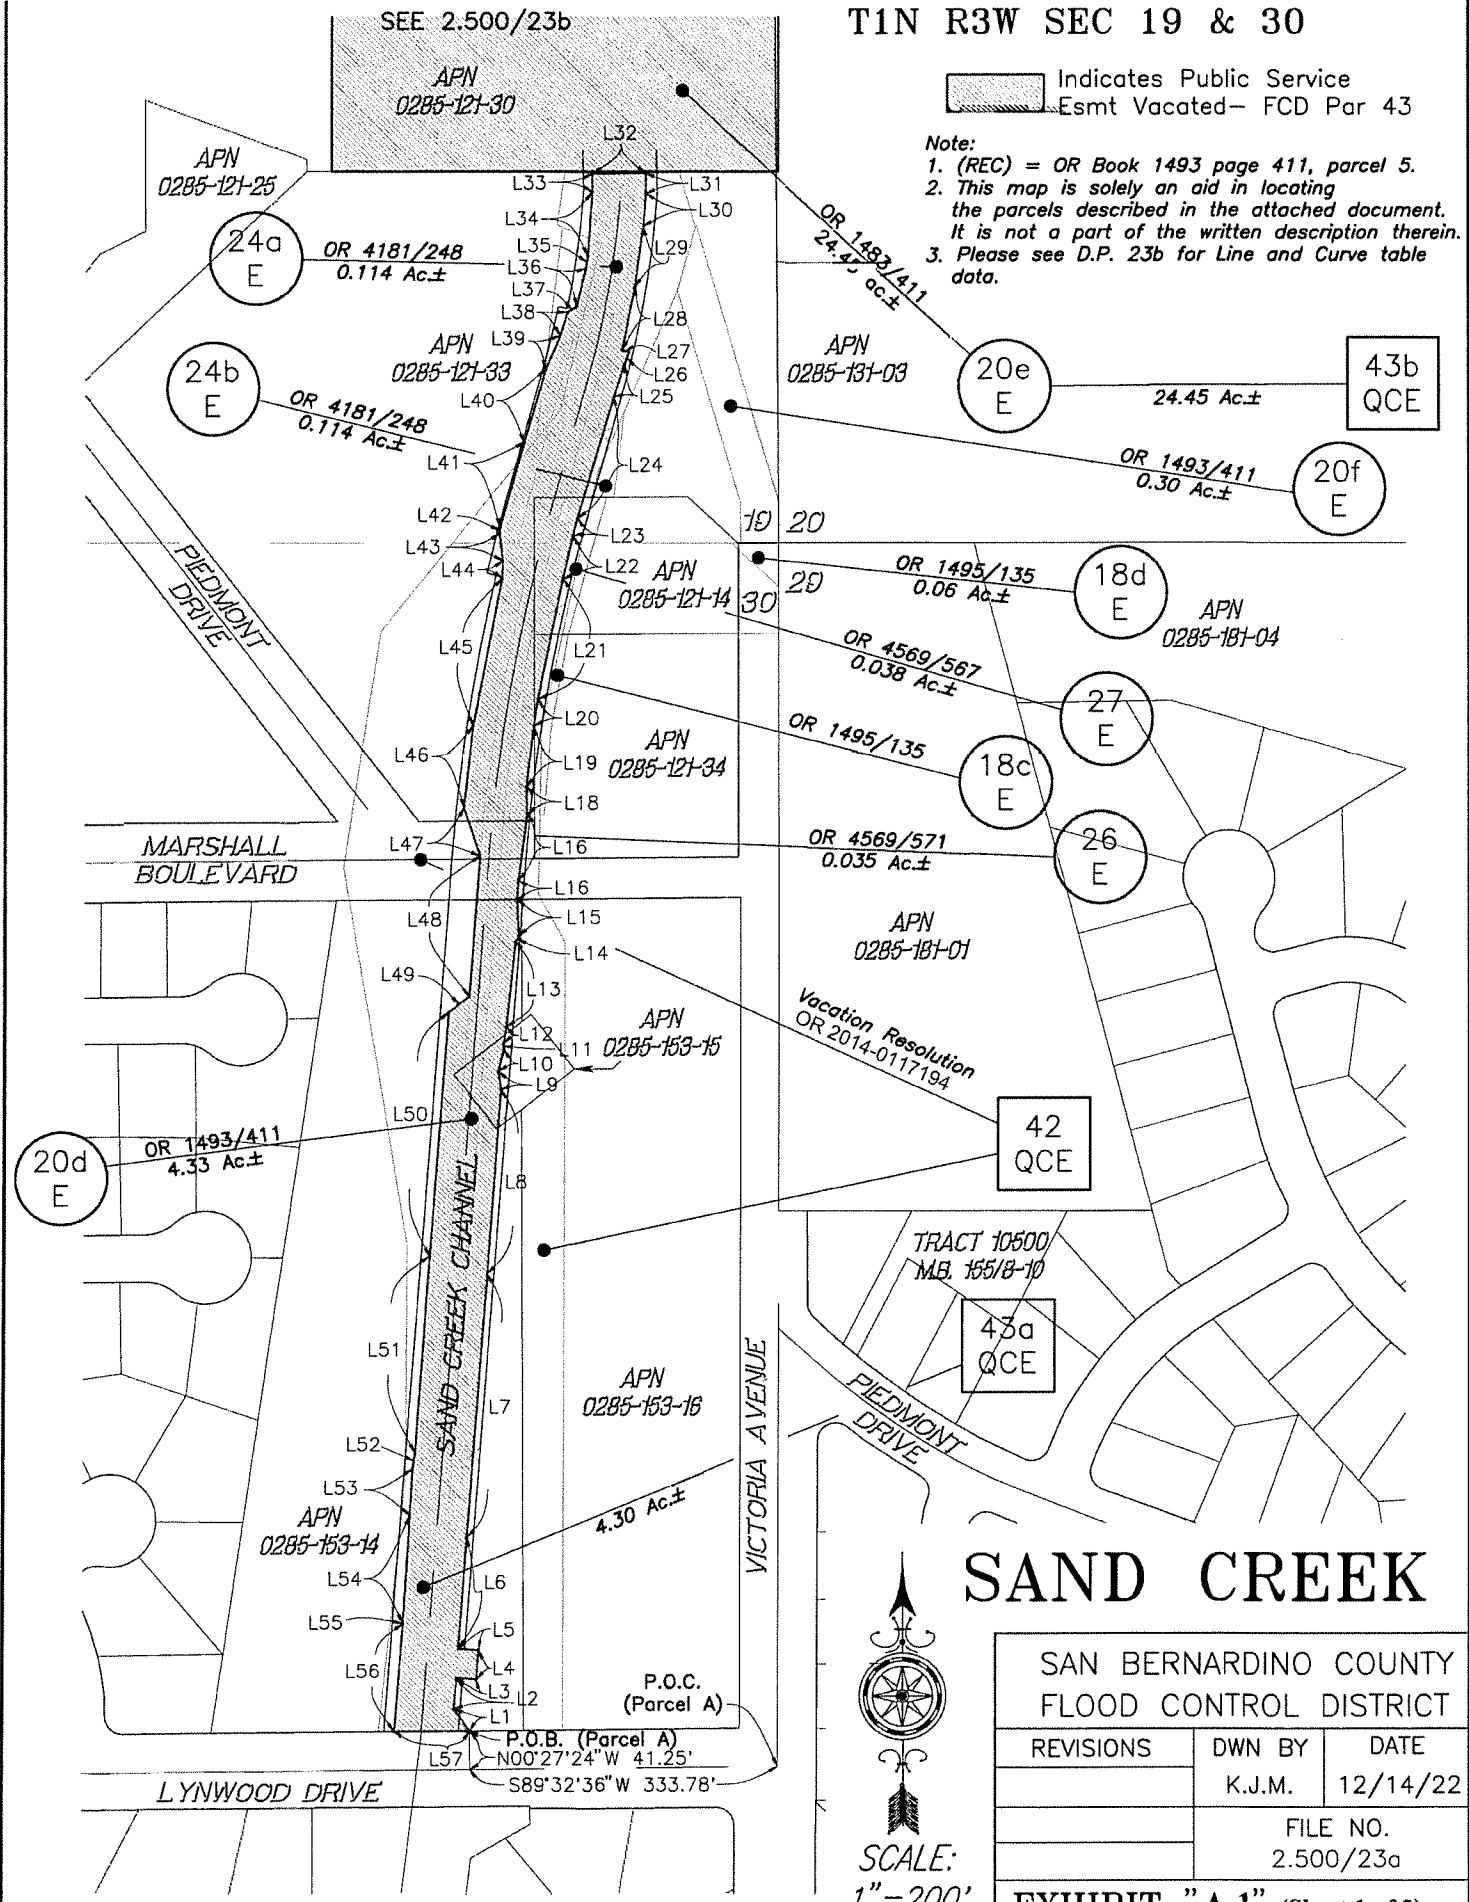 SEE 2.500/23b
T1N R3W SEC 19 & 30
Indicates Public Service
Esmt Vacated- FCD Par 43
Note:
1. (REC) = OR Book 1493 page 411, parcel 5.
2. This map is solely an aid in locating
the parcels described in the attached document.
It is not a part of the written description therein.
3. Please see D.P. 23b for Line and Curve table
data.
APN
0285-121-30
APN
0285-121-25
L32
L33
L31
L34
L30
L35
L29
L36
L37
L38
L28
L39
L27
L26
L40
L25
L41
L24
L42
L23
L43
L44
L22
L45
L21
L20
L46
L19
L18
L47
L16
L16
L48
L15
L14
L49
L13
L12
L11
L10
L9
L50
L8
L51
L7
L52
L53
L54
L6
L55
L5
L56
L4
L3
L2
L1
L57
24a
E
OR 4181/248
0.114 Ac.±
24b
E
OR 4181/248
0.114 Ac.±
APN
0285-121-33
APN
0285-131-03
OR 1483/411
24.45 ac.±
20e
E
24.45 Ac.±
43b
QCE
OR 1493/411
0.30 Ac.±
20f
E
19
20
30
29
PIEDMONT
DRIVE
APN
0285-121-14
OR 1495/135
0.06 Ac.±
18d
E
APN
0285-181-04
OR 4569/567
0.038 Ac.±
27
E
OR 1495/135
18c
E
APN
0285-121-34
OR 4569/571
0.035 Ac.±
26
E
MARSHALL
BOULEVARD
APN
0285-181-01
APN
0285-153-15
Vacation Resolution
OR 2014-0117194
42
QCE
20d
E
OR 1493/411
4.33 Ac.±
SAND CREEK CHANNEL
TRACT 10500
M.B. 155/8-10
43a
QCE
PIEDMONT
DRIVE
APN
0285-153-16
VICTORIA AVENUE
4.30 Ac.±
APN
0285-153-14
P.O.C.
(Parcel A)
P.O.B. (Parcel A)
N00°27'24"W 41.25'
S89°32'36"W 333.78'
LYNWOOD DRIVE
SCALE:
1"=200'
SAND CREEK
SAN BERNARDINO COUNTY
FLOOD CONTROL DISTRICT
REVISIONS
DWN BY
K.J.M.
DATE
12/14/22
FILE NO.
2.500/23a
EXHIBIT "A-1"